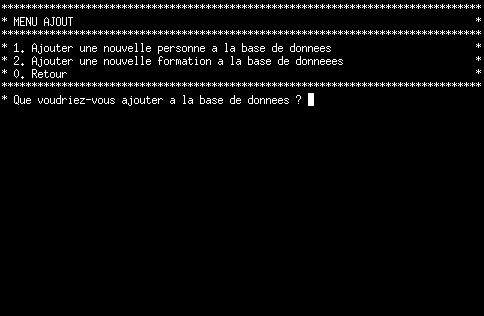 ********************************************************************************
* MENU AJOUT *
********************************************************************************
* 1. Ajouter une nouvelle personne a la base de donnees *
* 2. Ajouter une nouvelle formation a la base de donneees *
* 0. Retour *
********************************************************************************
* Que voudriez-vous ajouter a la base de donnees ?